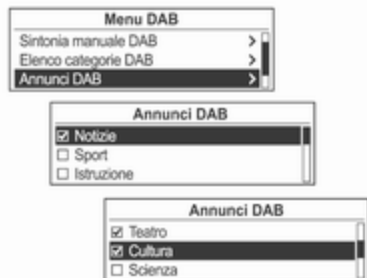 Menu DAB
Sintonia manuale DAB >
Elenco categorie DAB >
Annunci DAB >
Annunci DAB
☑ Notizie
☐ Sport
☐ Istruzione
Annunci DAB
☑ Teatro
☑ Cultura
☐ Scienza